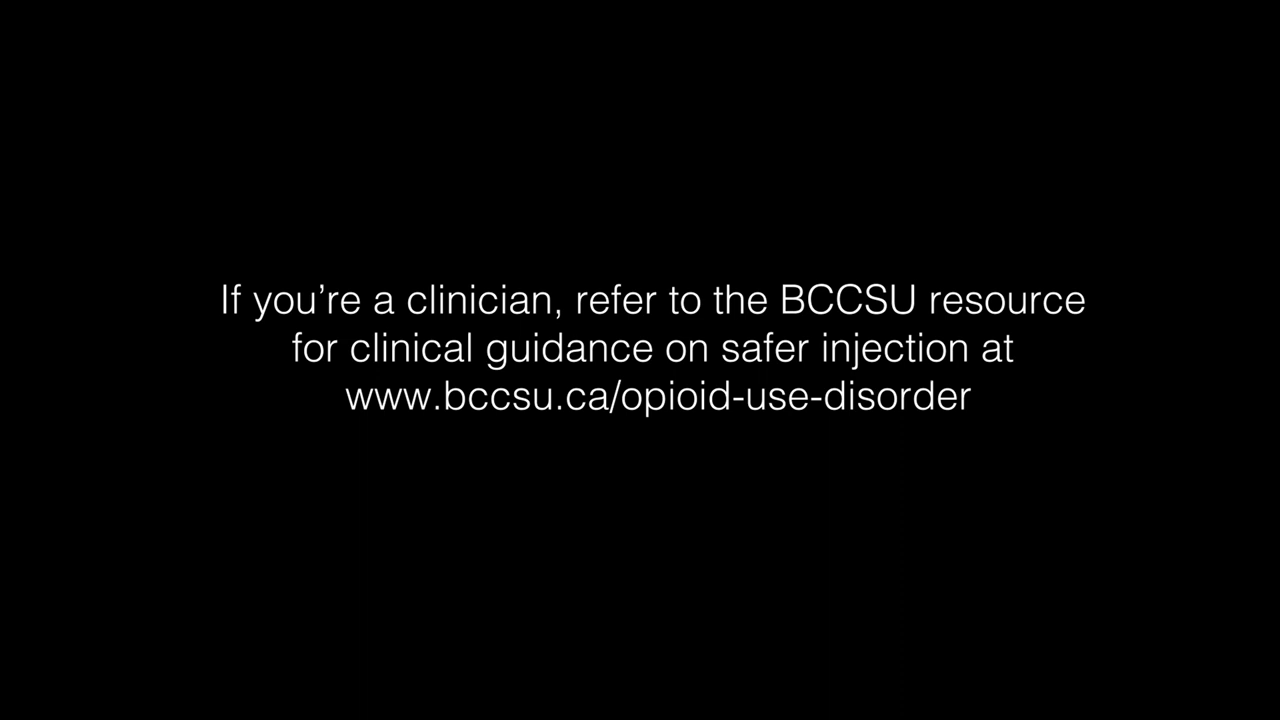 If you’re a clinician, refer to the BCCSU resource
for clinical guidance on safer injection at
www.bccsu.ca/opioid-use-disorder